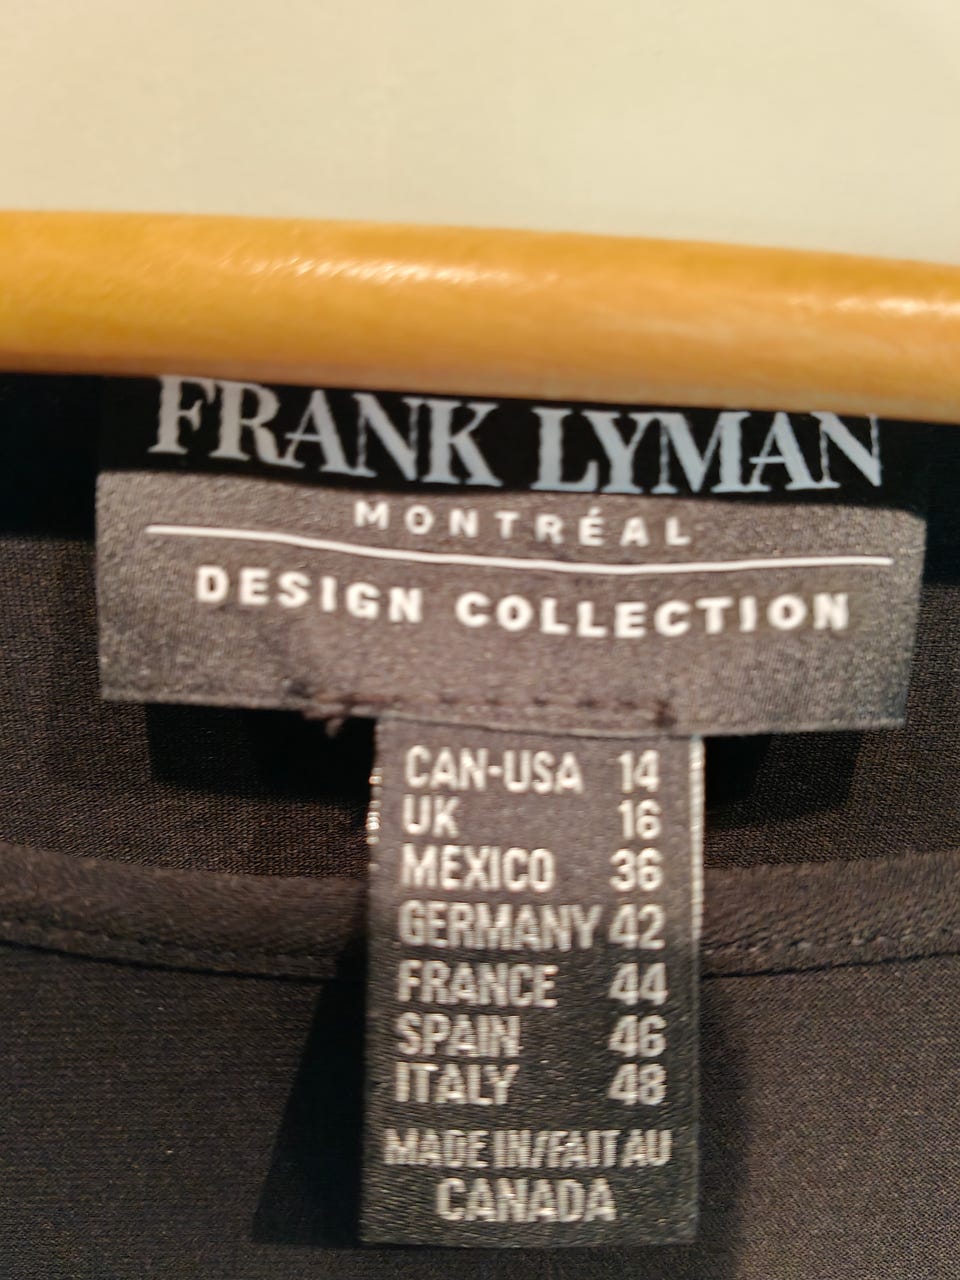 FRANK LYMAN
MONTRÉAL
DESIGN COLLECTION
CAN-USA 14
UK 16
MEXICO 36
GERMANY 42
FRANCE 44
SPAIN 46
ITALY 48
MADE IN/FAIT AU
CANADA